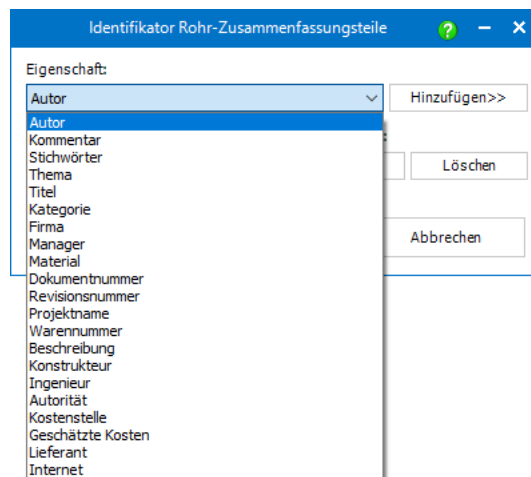 Identifikator Rohr-Zusammenfassungsteile ?
Eigenschaft:
Autor Hinzufügen>>
Autor
Kommentar
Stichwörter
Thema
Titel
Kategorie
Firma
Manager
Material
Dokumentnummer
Revisionsnummer
Projektname
Warennummer
Beschreibung
Konstrukteur
Ingenieur
Autorität
Kostenstelle
Geschätzte Kosten
Lieferant
Internet
:
Löschen
Abbrechen